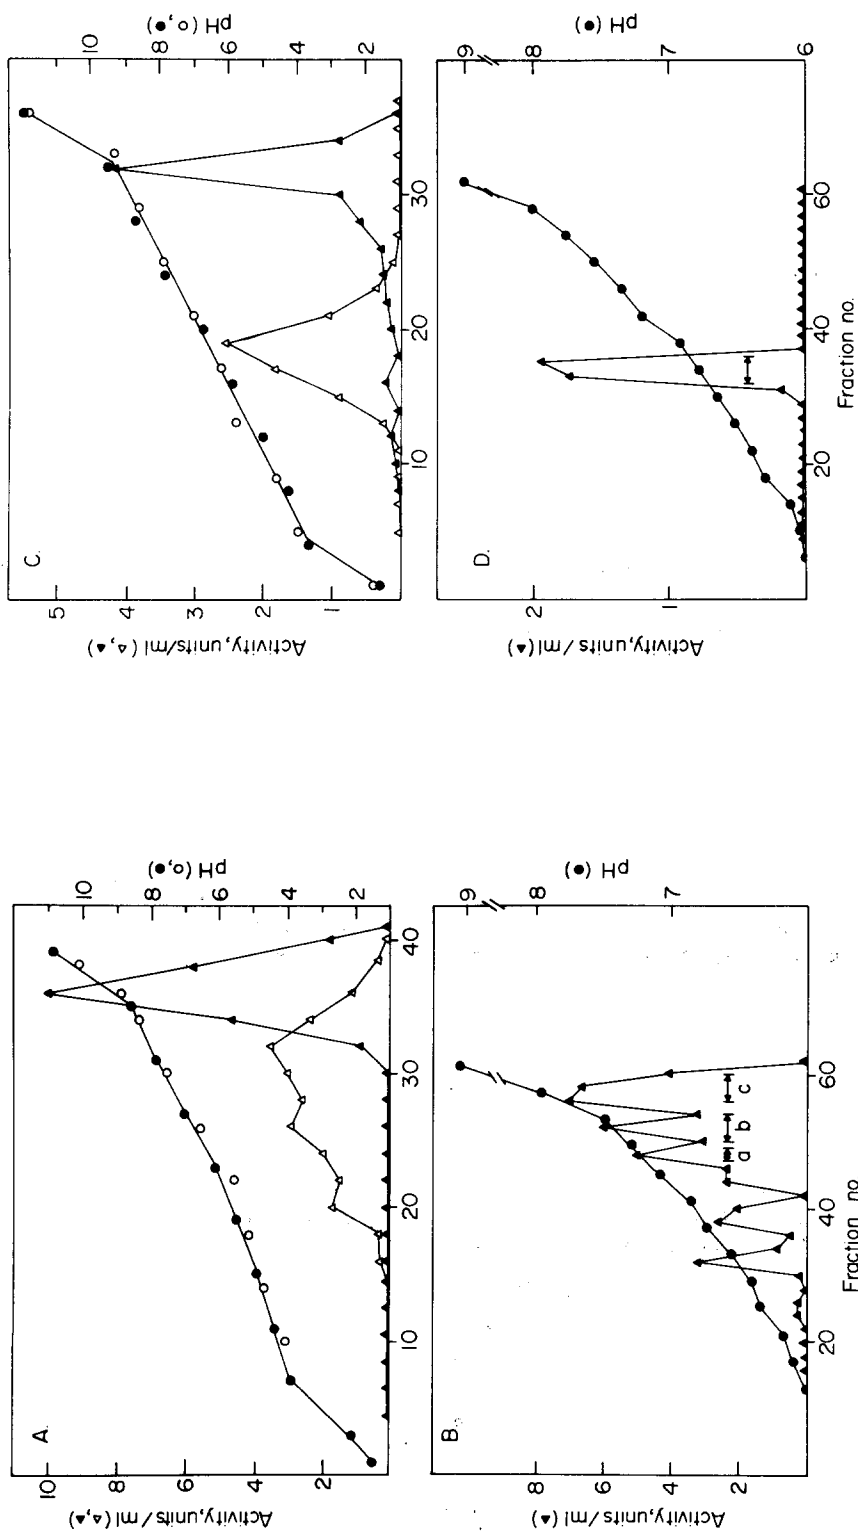 A.
Activity, units/ml (△,▲)
10
8
6
4
2
10
20
30
40
pH (○,●)
10
8
6
4
2
B.
Activity, units/ml (▲)
8
6
4
2
20
40
60
Fraction no.
pH (●)
9
8
7
a
b
c
C.
Activity, units/ml (△,▲)
5
4
3
2
1
10
20
30
pH (○,●)
10
8
6
4
2
D.
Activity, units/ml (▲)
2
1
20
40
60
Fraction no.
pH (●)
9
8
7
6